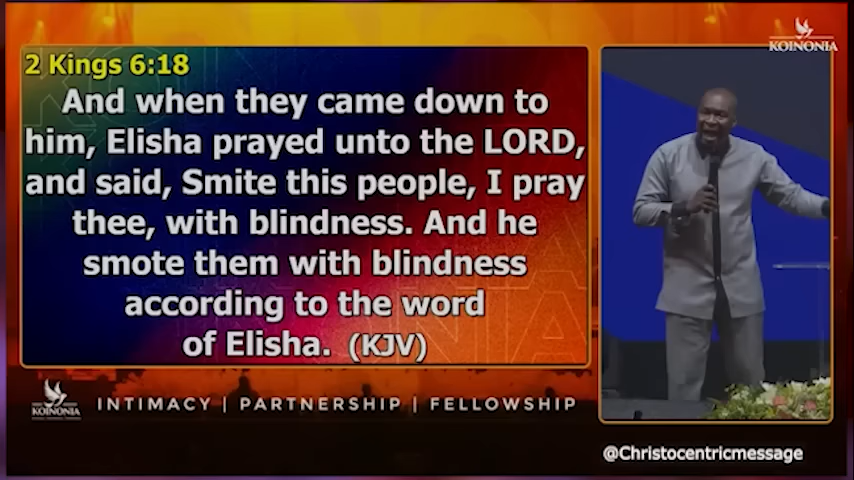 2 Kings 6:18
And when they came down to
him, Elisha prayed unto the LORD,
and said, Smite this people, I pray
thee, with blindness. And he
smote them with blindness
according to the word
of Elisha. (KJV)
KOINONIA
KOINONIA
INTIMACY | PARTNERSHIP | FELLOWSHIP
@Christocentricmessage